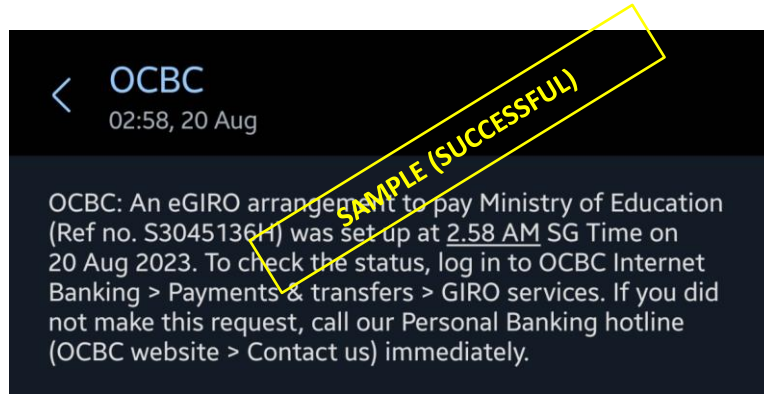 OCBC
02:58, 20 Aug
SAMPLE (SUCCESSFUL)
OCBC: An eGIRO arrangement to pay Ministry of Education
(Ref no. S3045136H) was set up at 2.58 AM SG Time on
20 Aug 2023. To check the status, log in to OCBC Internet
Banking > Payments & transfers > GIRO services. If you did
not make this request, call our Personal Banking hotline
(OCBC website > Contact us) immediately.